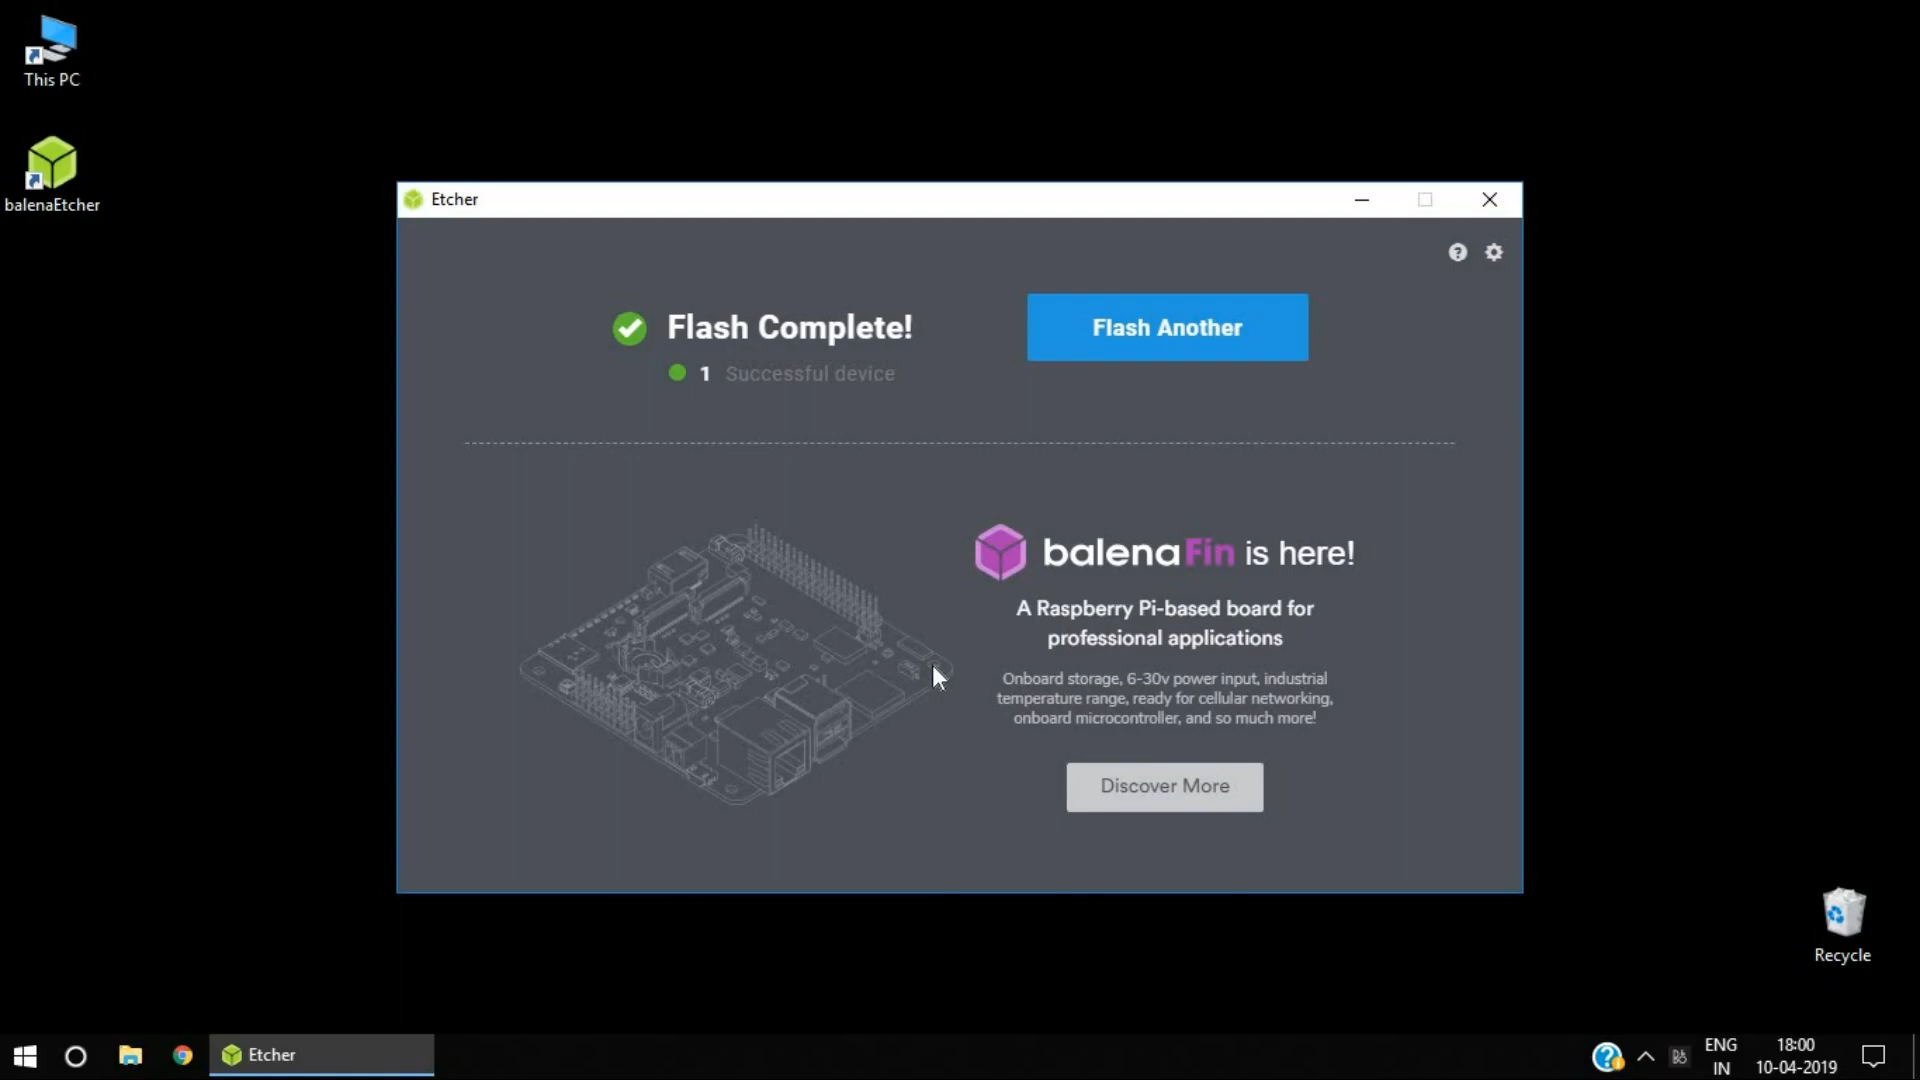 This PC
balenaEtcher
Etcher
Flash Complete!
Flash Another
1 Successful device
balenaFin is here!
A Raspberry Pi-based board for
professional applications
Onboard storage, 6-30v power input, industrial
temperature range, ready for cellular networking,
onboard microcontroller, and so much more!
Discover More
Recycle
Etcher
ENG
IN
18:00
10-04-2019